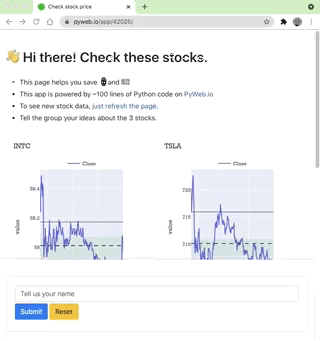 Check stock price
pyweb.io/app/42025/
👋 Hi there! Check these stocks.
This page helps you save and
This app is powered by ~100 lines of Python code on PyWeb.io
To see new stock data, just refresh the page.
Tell the group your ideas about the 3 stocks.
INTC
TSLA
Close
Close
58.4
58.2
58
value
720
715
710
value
Tell us your name
Submit
Reset